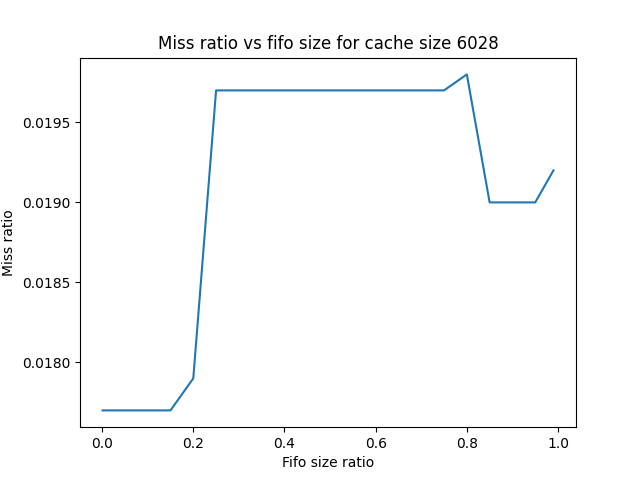 Miss ratio vs fifo size for cache size 6028
0.0195
0.0190
0.0185
0.0180
Miss ratio
0.0 0.2 0.4 0.6 0.8 1.0
Fifo size ratio